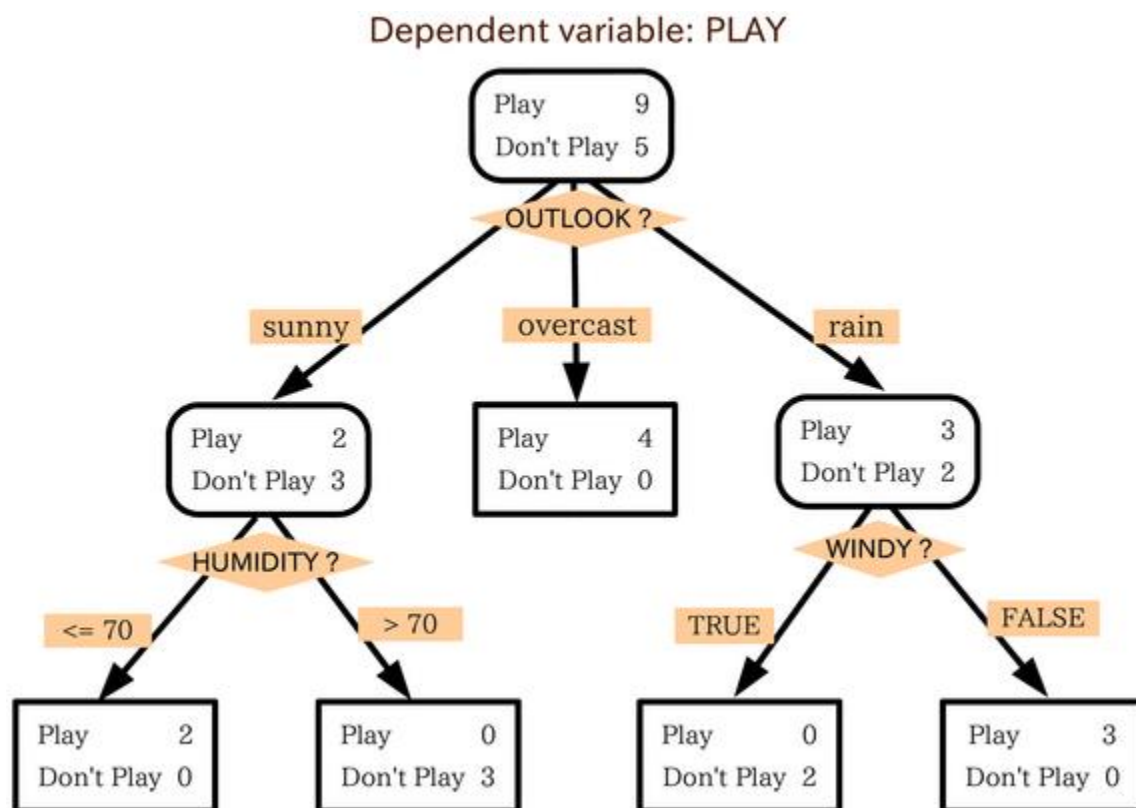 Dependent variable: PLAY
Play 9
Don't Play 5
OUTLOOK ?
sunny
overcast
rain
Play 2
Don't Play 3
Play 4
Don't Play 0
Play 3
Don't Play 2
HUMIDITY ?
WINDY ?
<= 70
> 70
TRUE
FALSE
Play 2
Don't Play 0
Play 0
Don't Play 3
Play 0
Don't Play 2
Play 3
Don't Play 0